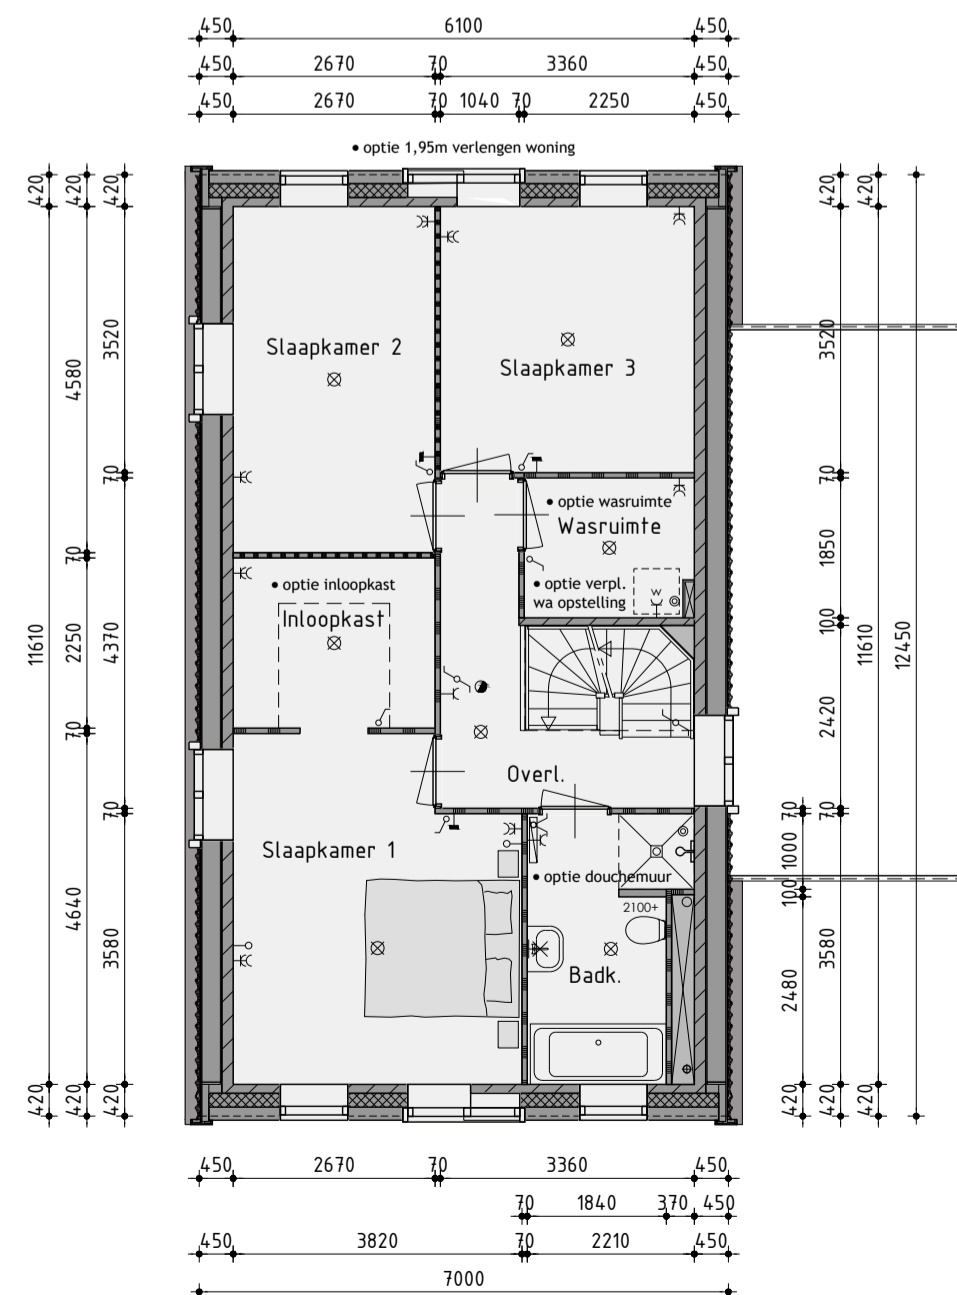 450 6100 450
450 2670 70 3360 450
450 2670 70 1040 70 2250 450
• optie 1,95m verlengen woning
420 420 420
420 420
3520
4580
3520
12450
Slaapkamer 2
Slaapkamer 3
70
70
• optie wasruimte
Wasruimte
1850
70
• optie inloopkast
• optie verpl.
wa opstelling
W
Inloopkast
100
11610
2250
4370
11610
70
2420
Overl.
70
70 70
Slaapkamer 1
1000
• optie douchemuur
100
2100+
4640
3580
3580
2480
Badk.
420 420 420
420 420 420
450 2670 70 3360 450
70 1840 370 450
450 3820 70 2210 450
7000